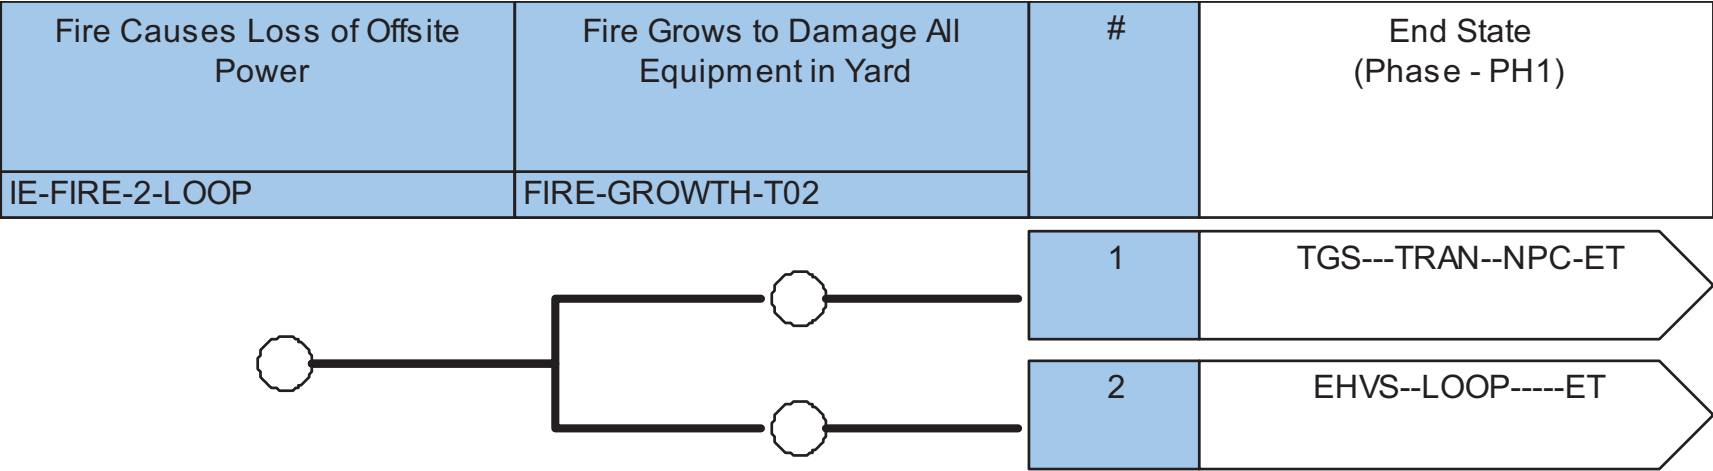 Fire Causes Loss of Offsite
Power
Fire Grows to Damage All
Equipment in Yard
#
End State
(Phase - PH1)
IE-FIRE-2-LOOP
FIRE-GROWTH-T02
1
TGS---TRAN--NPC-ET
2
EHVS--LOOP-----ET